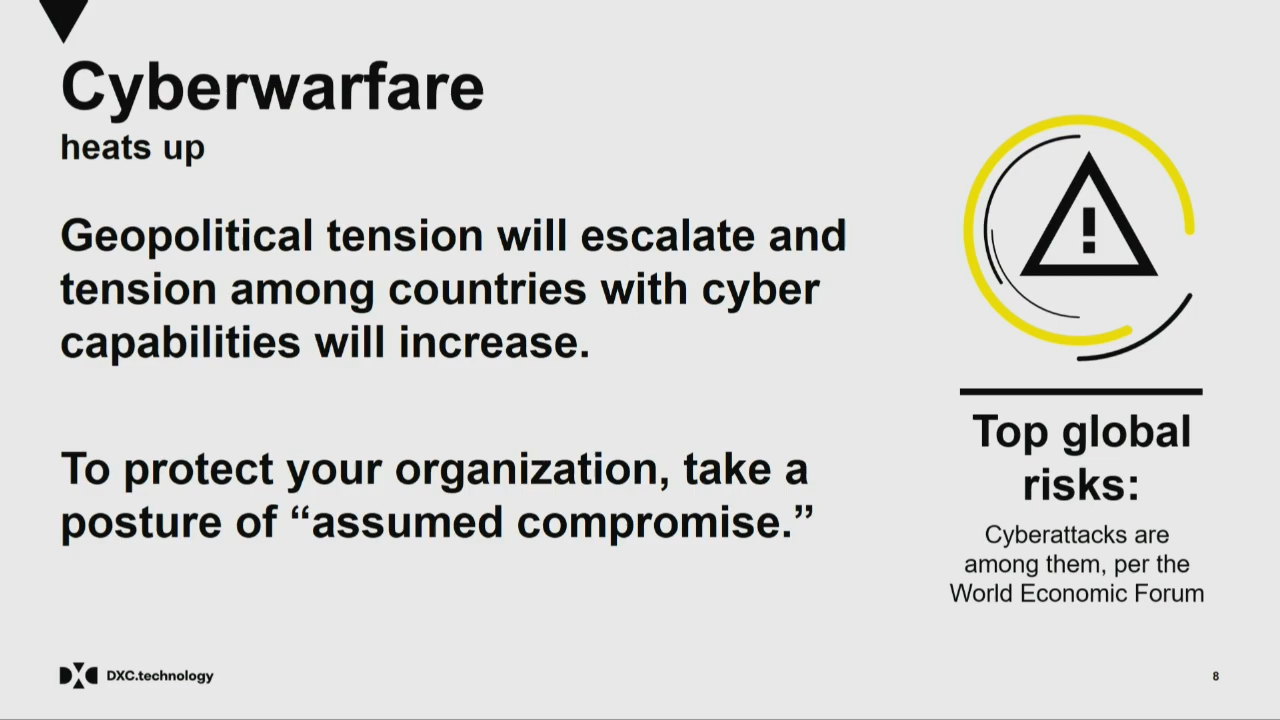 Cyberwarfare
heats up
Geopolitical tension will escalate and
tension among countries with cyber
capabilities will increase.
To protect your organization, take a
posture of “assumed compromise.”
!
Top global
risks:
Cyberattacks are
among them, per the
World Economic Forum
DXC.technology
8